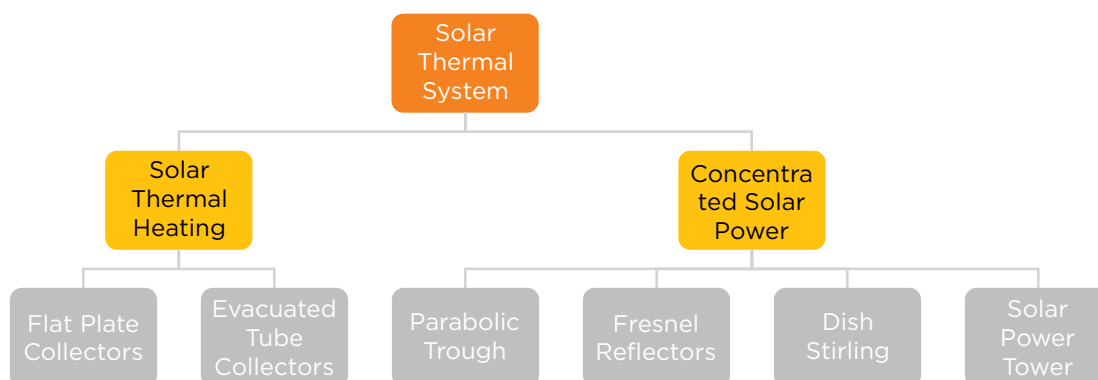 Solar
Thermal
System
Solar
Thermal
Heating
Concentra
ted Solar
Power
Flat Plate
Collectors
Evacuated
Tube
Collectors
Parabolic
Trough
Fresnel
Reflectors
Dish
Stirling
Solar
Power
Tower